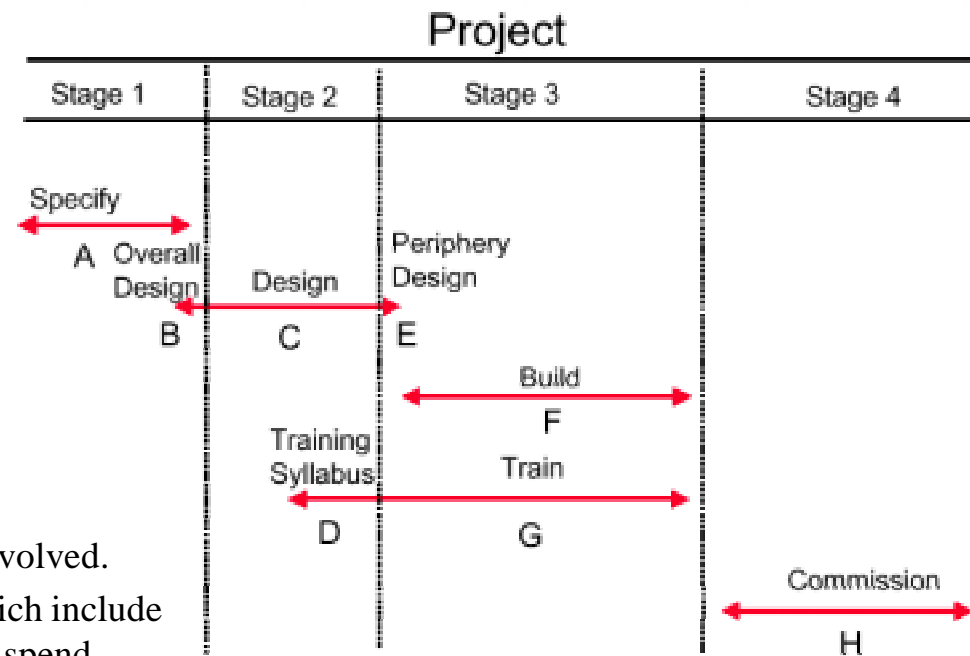 Project
Stage 1 Stage 2 Stage 3 Stage 4
Specify
A
Overall
Design
B
Design
C
Periphery
Design
E
Build
F
Training
Syllabus
D
Train
G
Commission
H
volved.
ich include
spend